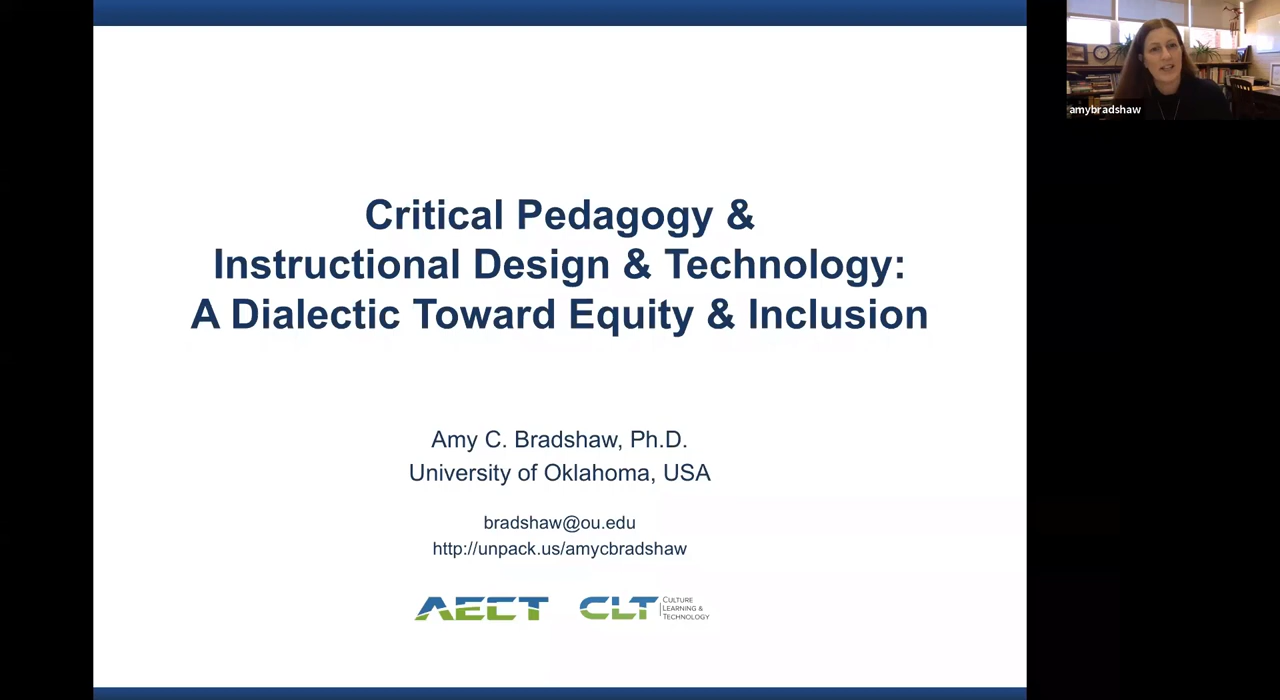 Critical Pedagogy &
Instructional Design & Technology:
A Dialectic Toward Equity & Inclusion
Amy C. Bradshaw, Ph.D.
University of Oklahoma, USA
bradshaw@ou.edu
http://unpack.us/amycbradshaw
AECT
CLT
CULTURE
LEARNING &
TECHNOLOGY
amybradshaw